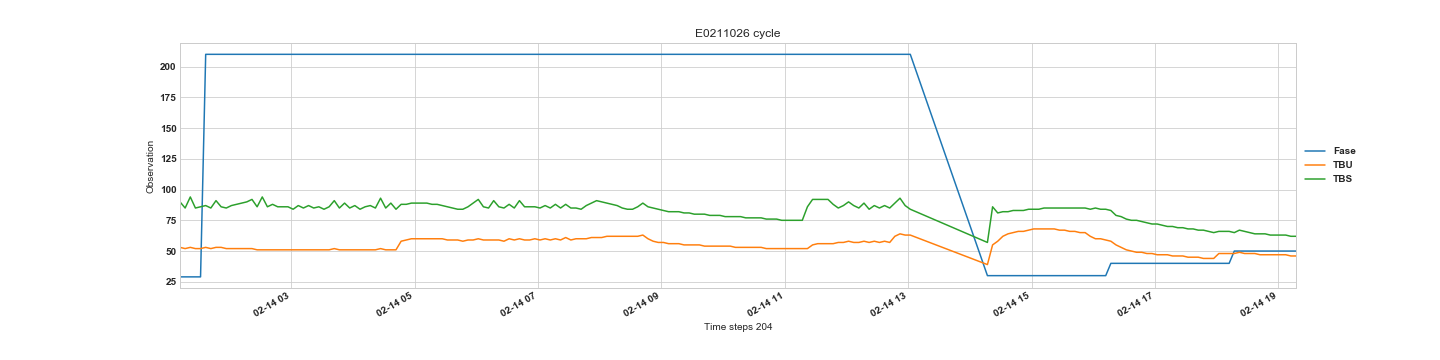 E0211026 cycle
Observation
200
175
150
125
100
75
50
25
02-14 03
02-14 05
02-14 07
02-14 09
02-14 11
02-14 13
02-14 15
02-14 17
02-14 19
Time steps 204
Fase
TBU
TBS